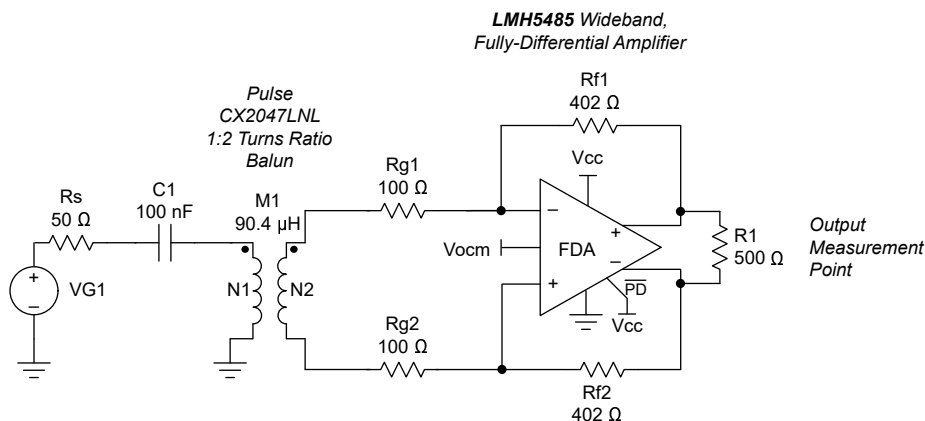 LMH5485 Wideband,
Fully-Differential Amplifier
Rf1
402 Ω
Pulse
CX2047LNL
1:2 Turns Ratio
Balun
Vcc
Rg1
100 Ω
C1
100 nF
M1
90.4 µH
Rs
50 Ω
−
+
Vocm
FDA
+
−
R1
500 Ω
Output
Measurement
Point
+
−
VG1
N1
N2
PD
Vcc
Rg2
100 Ω
Rf2
402 Ω